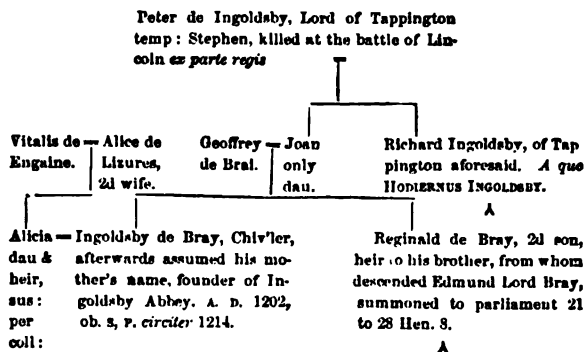 Peter de Ingoldsby, Lord of Tappington
temp: Stephen, killed at the battle of Lin-
coln ex parte regis
Vitalis de
Engaine.
Alice de
Lizures,
2d wife.
Geoffrey
de Brai.
Joan
only
dau.
Richard Ingoldsby, of Tap
pington aforesaid. A quo
HODIERNUS INGOLDSBY.
Alicia
dau &
heir,
sus:
per
coll:
Ingoldsby de Bray, Chiv'ler,
afterwards assumed his mo-
ther's name, founder of In-
goldsby Abbey. A. D. 1202,
ob. s, P. circiter 1214.
Reginald de Bray, 2d son,
heir to his brother, from whom
descended Edmund Lord Bray,
summoned to parliament 21
to 28 Hen. 8.